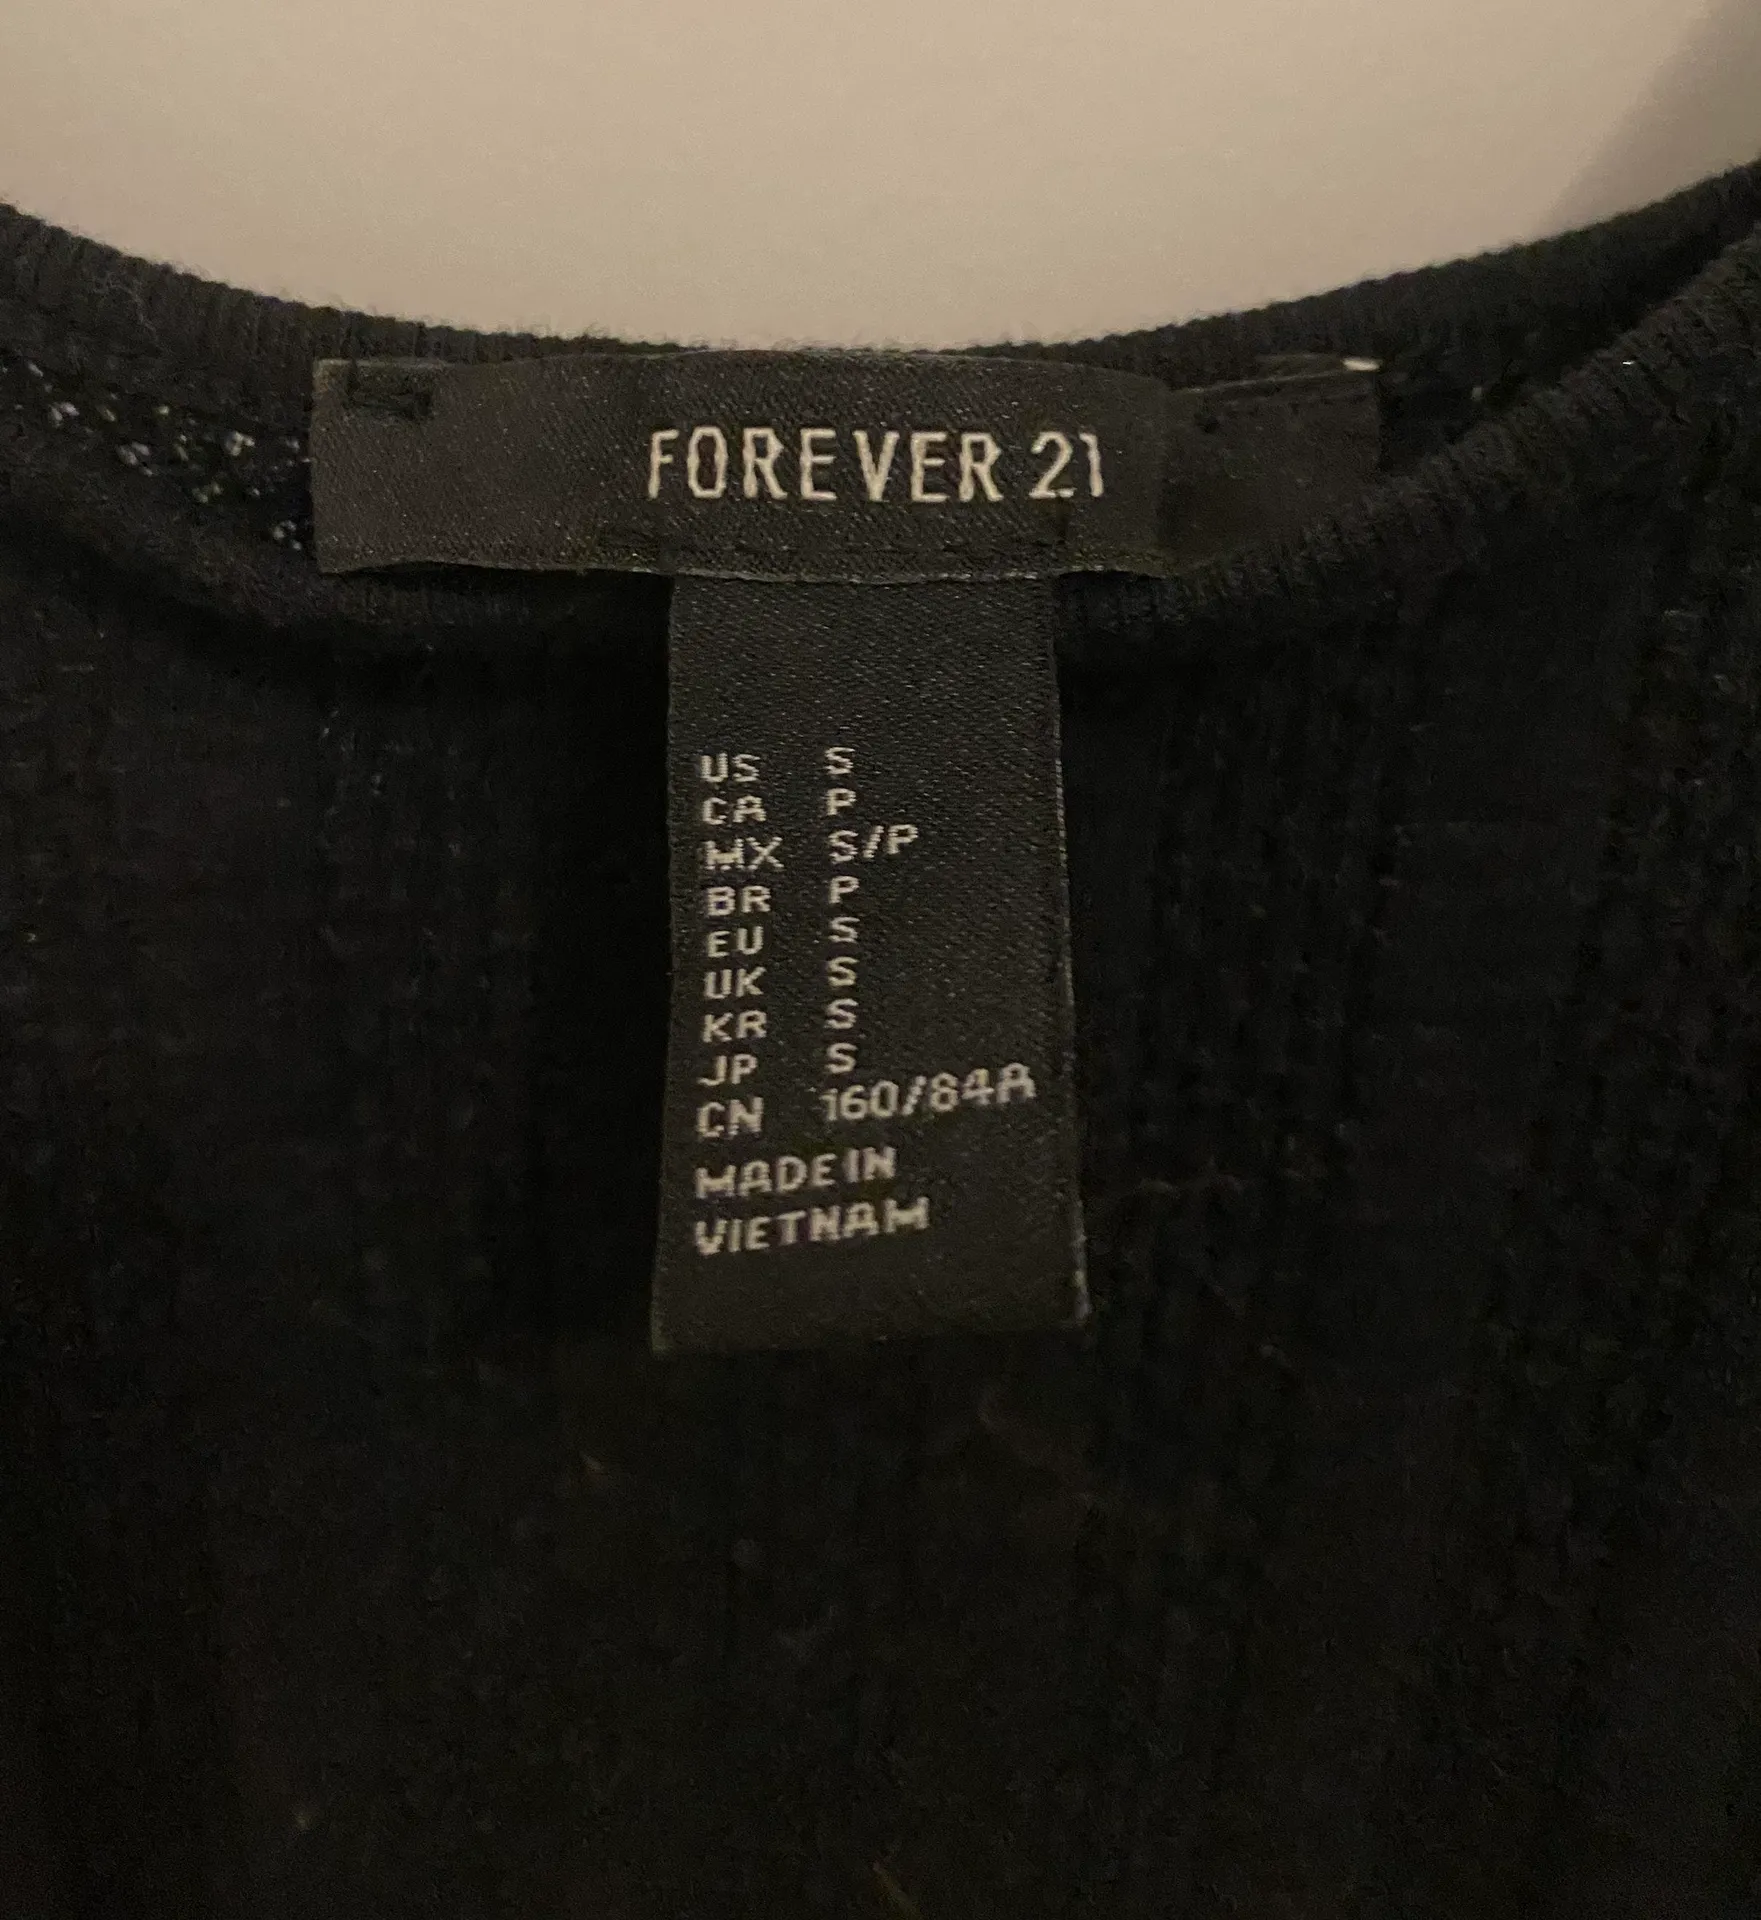 FOREVER 21
US S
CA P
MX S/P
BR P
EU S
UK S
KR S
JP S
CN 160/84A
MADE IN
VIETNAM